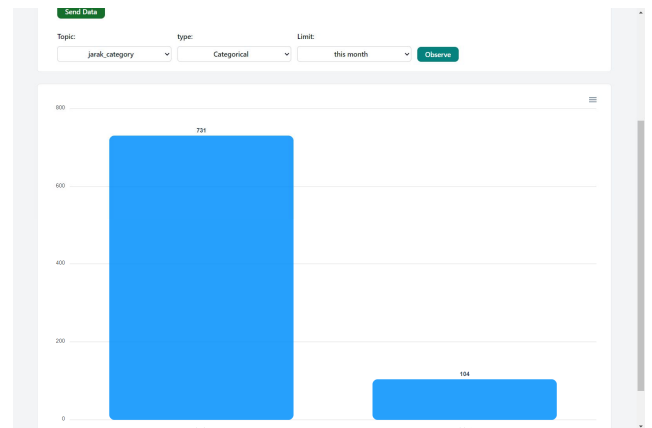 Send Data
Topic: type: Limit:
jarak_category Categorical this month Observe
800
731
600
400
200
104
0